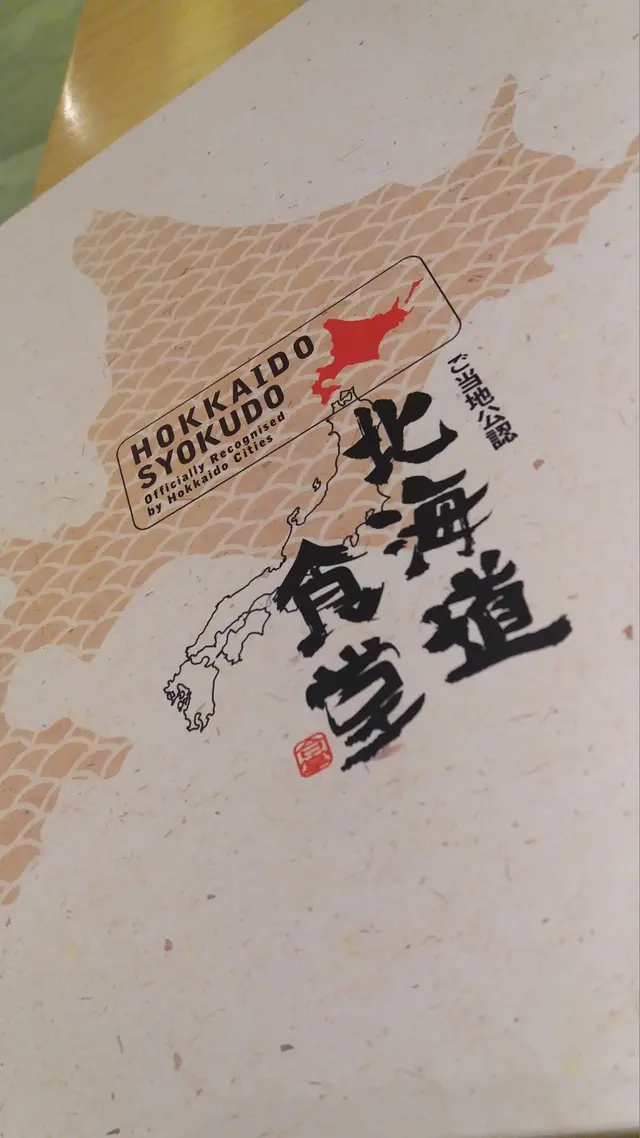 HOKKAIDO
SYOKUDO
Officially Recognised
by Hokkaido Cities
ご当地公認
北海道
食堂